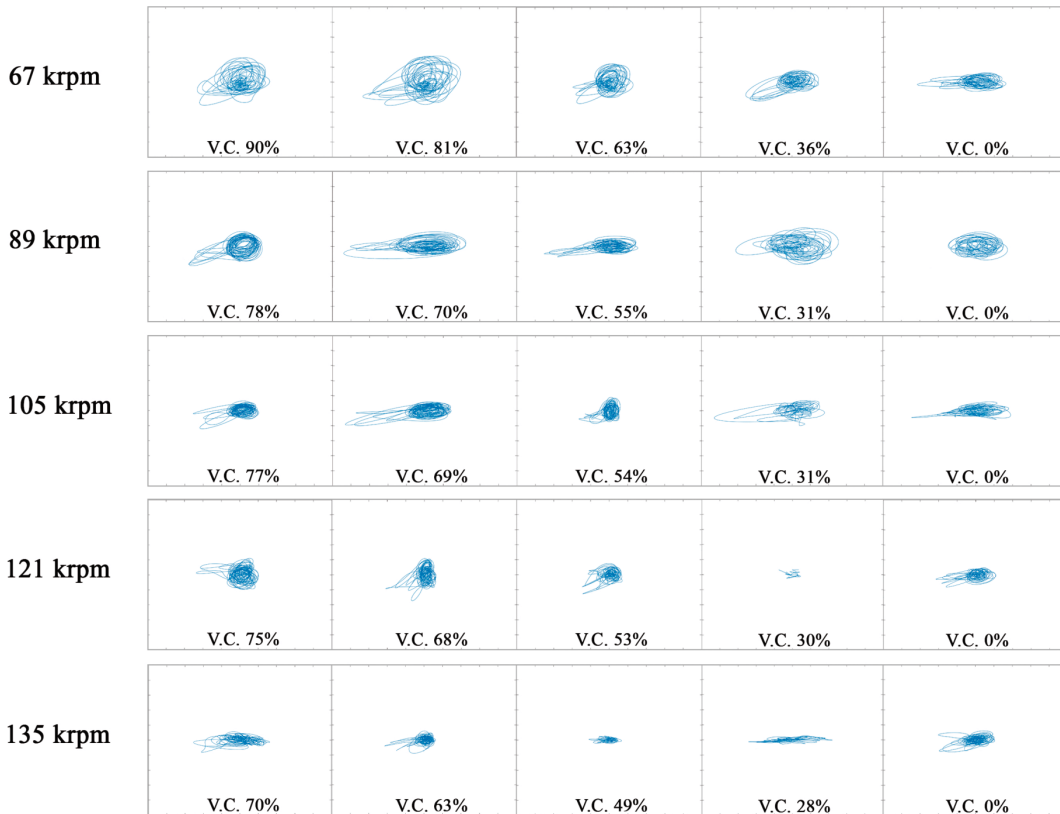 67 krpm
V.C. 90%
V.C. 81%
V.C. 63%
V.C. 36%
V.C. 0%
89 krpm
V.C. 78%
V.C. 70%
V.C. 55%
V.C. 31%
V.C. 0%
105 krpm
V.C. 77%
V.C. 69%
V.C. 54%
V.C. 31%
V.C. 0%
121 krpm
V.C. 75%
V.C. 68%
V.C. 53%
V.C. 30%
V.C. 0%
135 krpm
V.C. 70%
V.C. 63%
V.C. 49%
V.C. 28%
V.C. 0%